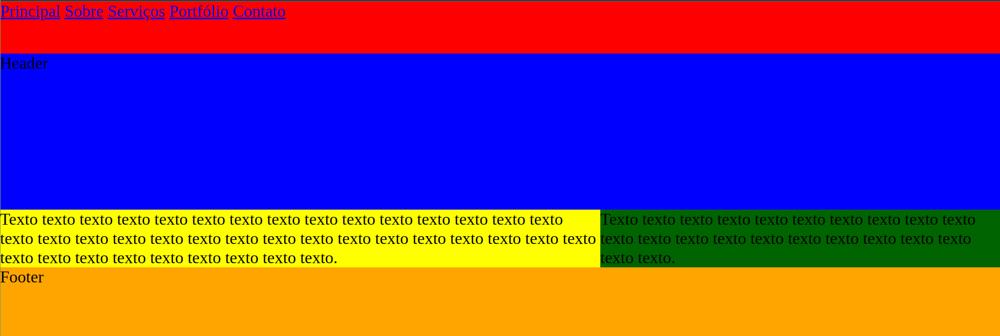 Principal Sobre Serviços Portfólio Contato
Header
Texto texto texto texto texto texto texto texto texto texto texto texto texto texto texto
texto texto texto texto texto texto texto texto texto texto texto texto texto texto texto texto
texto texto texto texto texto texto texto texto texto.
Texto texto texto texto texto texto texto texto texto texto
texto texto texto texto texto texto texto texto texto texto
texto texto.
Footer